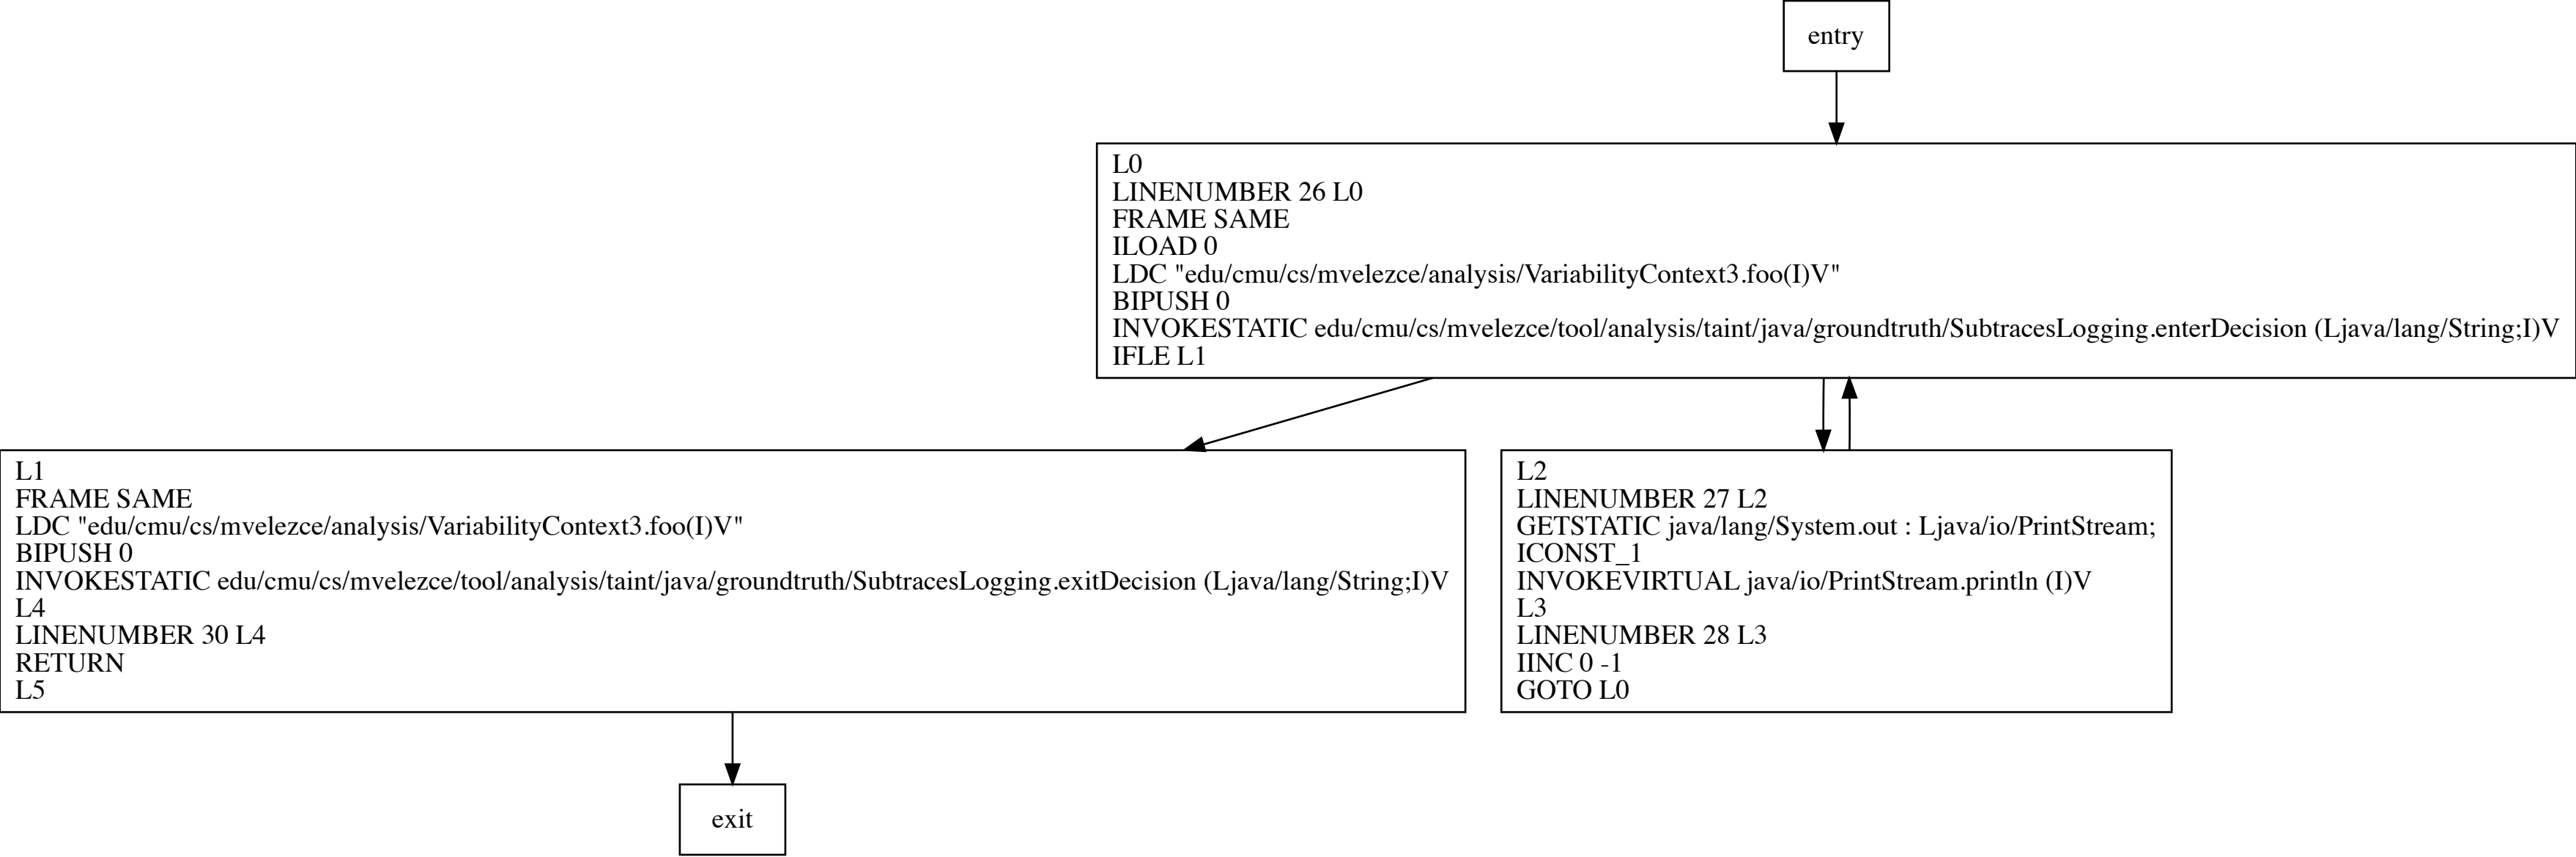 entry
L0
LINENUMBER 26 L0
FRAME SAME
ILOAD 0
LDC "edu/cmu/cs/mvelezce/analysis/VariabilityContext3.foo(I)V"
BIPUSH 0
INVOKESTATIC edu/cmu/cs/mvelezce/tool/analysis/taint/java/groundtruth/SubtracesLogging.enterDecision (Ljava/lang/String;I)V
IFLE L1
L1
FRAME SAME
LDC "edu/cmu/cs/mvelezce/analysis/VariabilityContext3.foo(I)V"
BIPUSH 0
INVOKESTATIC edu/cmu/cs/mvelezce/tool/analysis/taint/java/groundtruth/SubtracesLogging.exitDecision (Ljava/lang/String;I)V
L4
LINENUMBER 30 L4
RETURN
L5
L2
LINENUMBER 27 L2
GETSTATIC java/lang/System.out : Ljava/io/PrintStream;
ICONST_1
INVOKEVIRTUAL java/io/PrintStream.println (I)V
L3
LINENUMBER 28 L3
IINC 0 -1
GOTO L0
exit